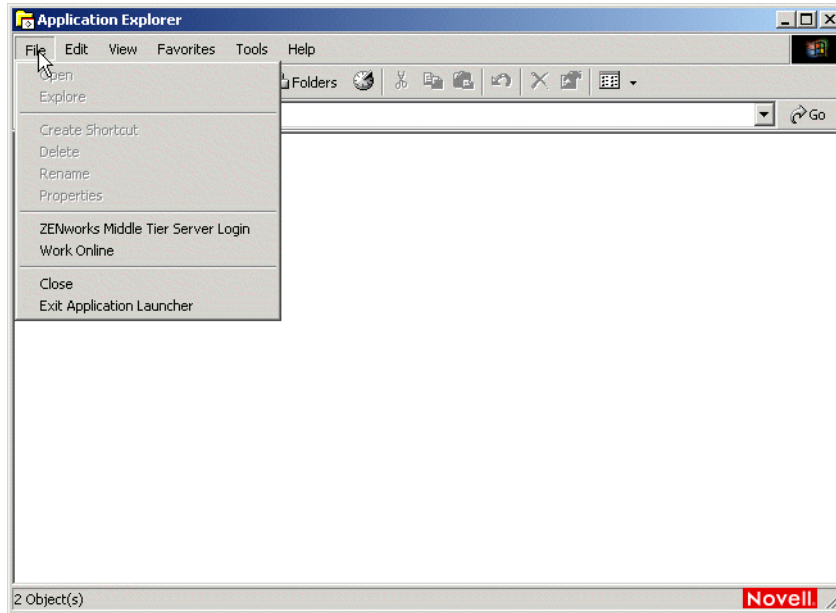 Application Explorer
File Edit View Favorites Tools Help
Folders
Go
Open
Explore
Create Shortcut
Delete
Rename
Properties
ZENworks Middle Tier Server Login
Work Online
Close
Exit Application Launcher
2 Object(s)
Novell.